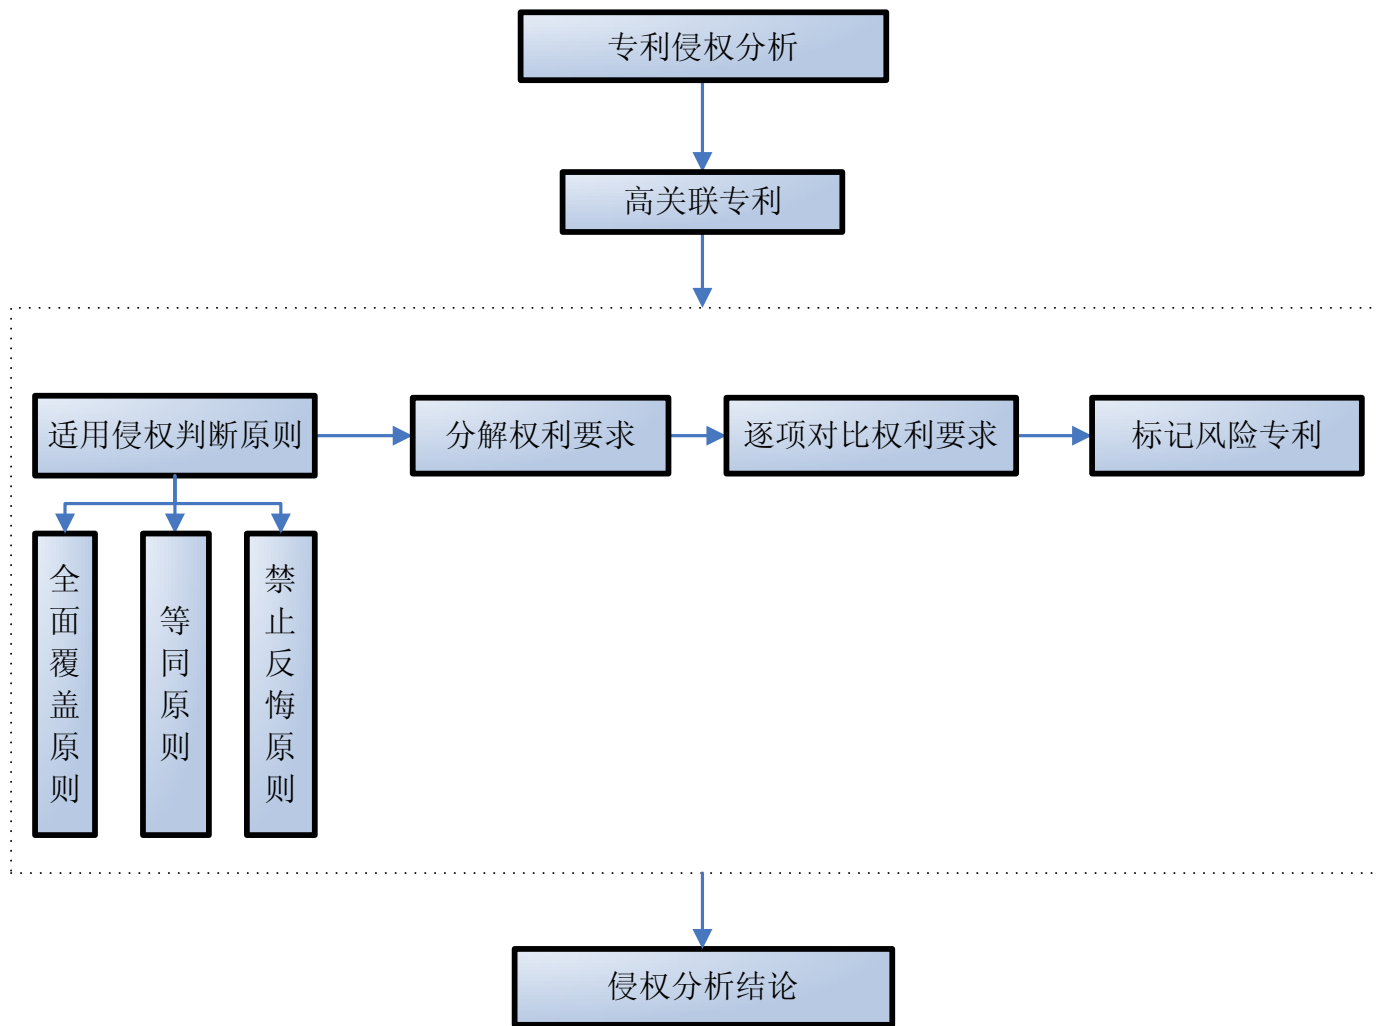 专利侵权分析
高关联专利
适用侵权判断原则
分解权利要求
逐项对比权利要求
标记风险专利
全面覆盖原则
等同原则
禁止反悔原则
侵权分析结论